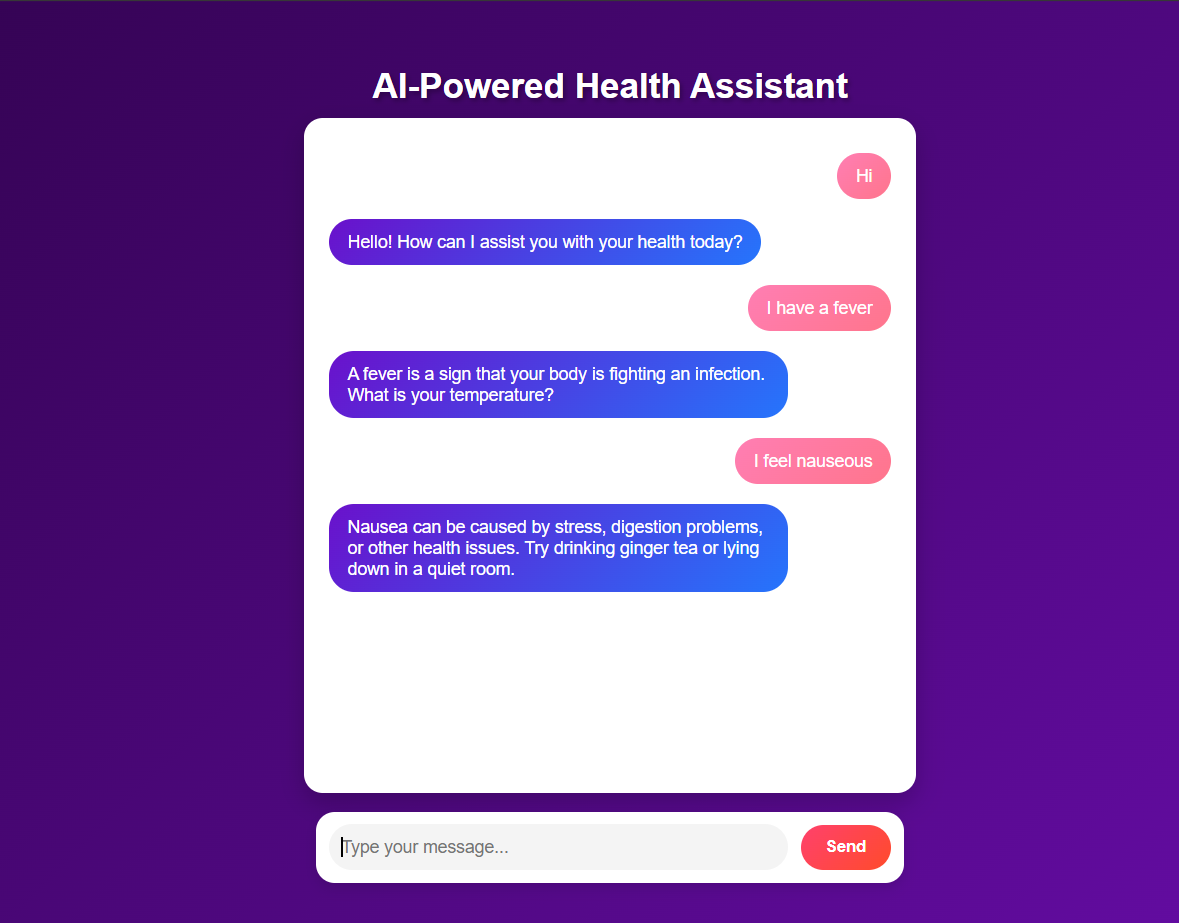 AI-Powered Health Assistant
Hi
Hello! How can I assist you with your health today?
I have a fever
A fever is a sign that your body is fighting an infection.
What is your temperature?
I feel nauseous
Nausea can be caused by stress, digestion problems,
or other health issues. Try drinking ginger tea or lying
down in a quiet room.
Type your message...
Send